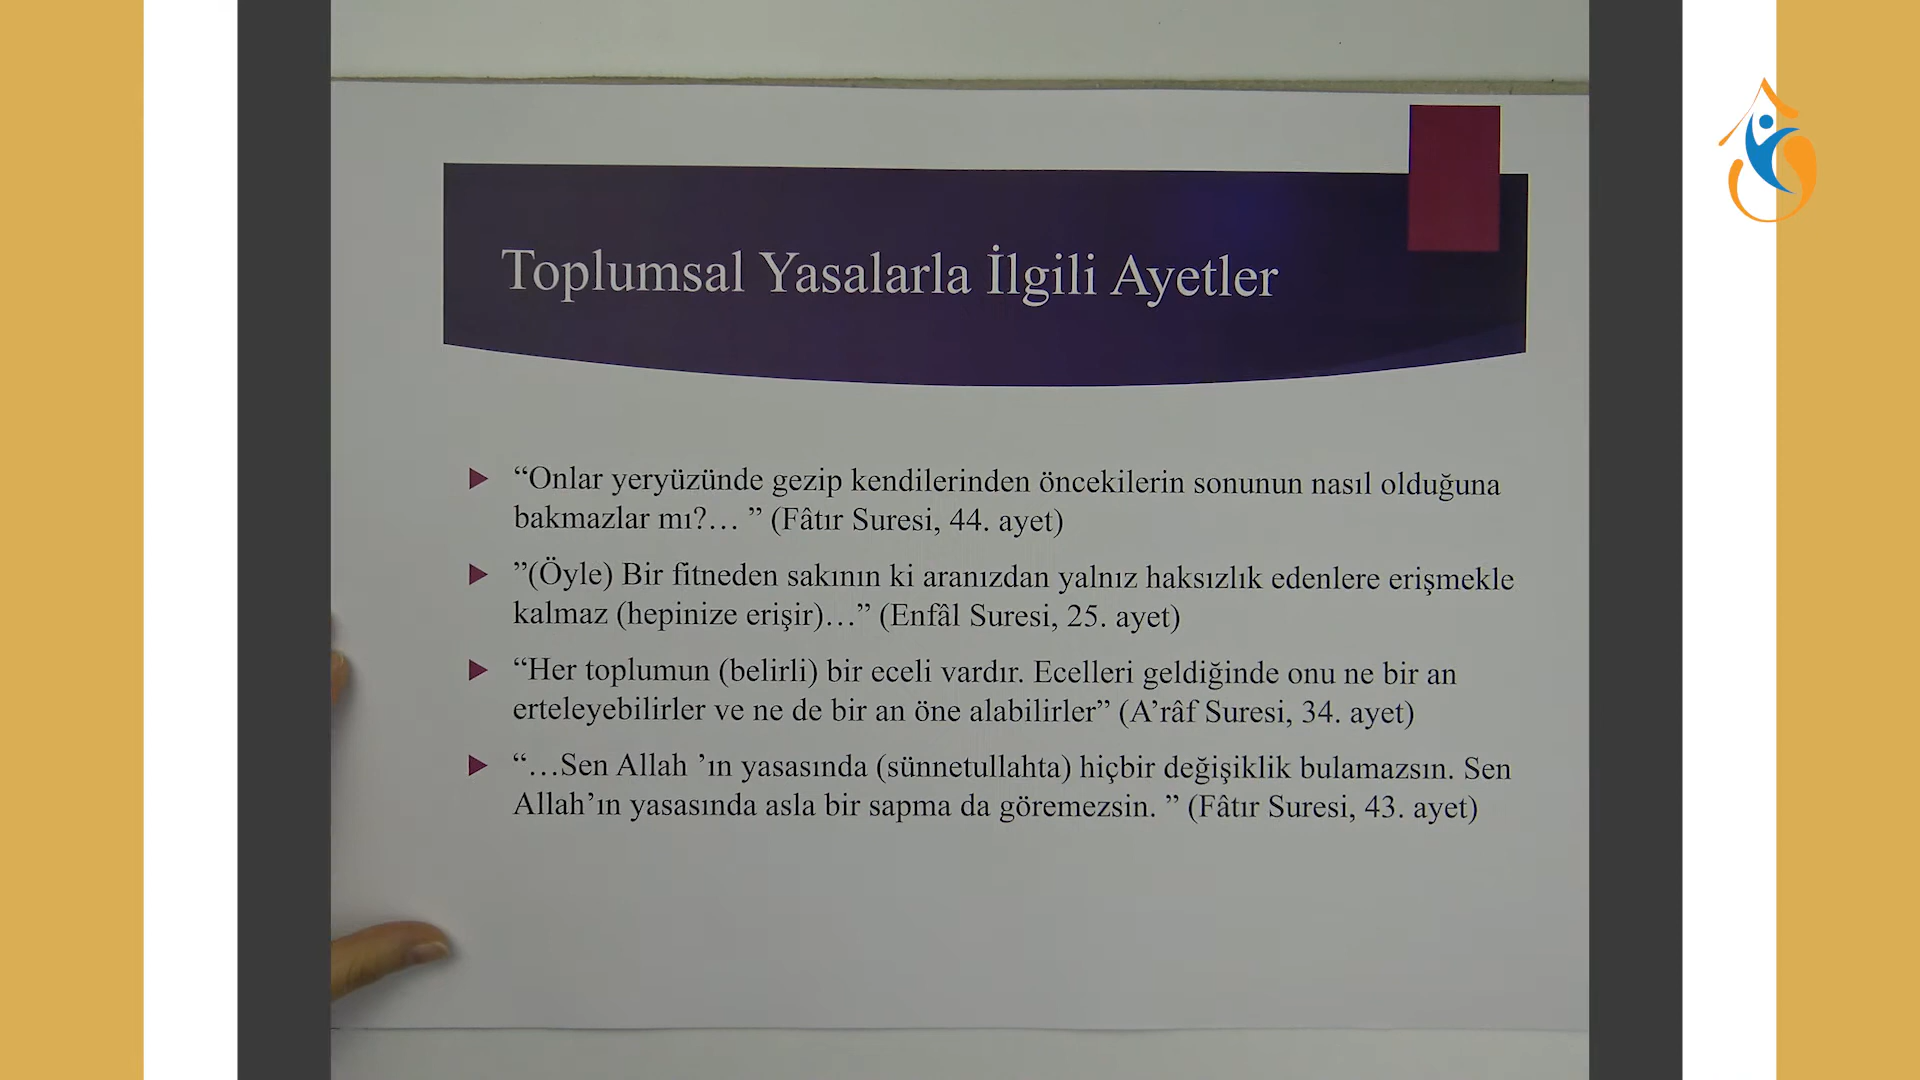 Toplumsal Yasalarla İlgili Ayetler
“Onlar yeryüzünde gezip kendilerinden öncekilerin sonunun nasıl olduğuna
bakmazlar mı?… ” (Fâtır Suresi, 44. ayet)
”(Öyle) Bir fitneden sakının ki aranızdan yalnız haksızlık edenlere erişmekle
kalmaz (hepinize erişir)…” (Enfâl Suresi, 25. ayet)
“Her toplumun (belirli) bir eceli vardır. Ecelleri geldiğinde onu ne bir an
erteleyebilirler ve ne de bir an öne alabilirler” (A’râf Suresi, 34. ayet)
“…Sen Allah ’ın yasasında (sünnetullahta) hiçbir değişiklik bulamazsın. Sen
Allah’ın yasasında asla bir sapma da göremezsin. ” (Fâtır Suresi, 43. ayet)